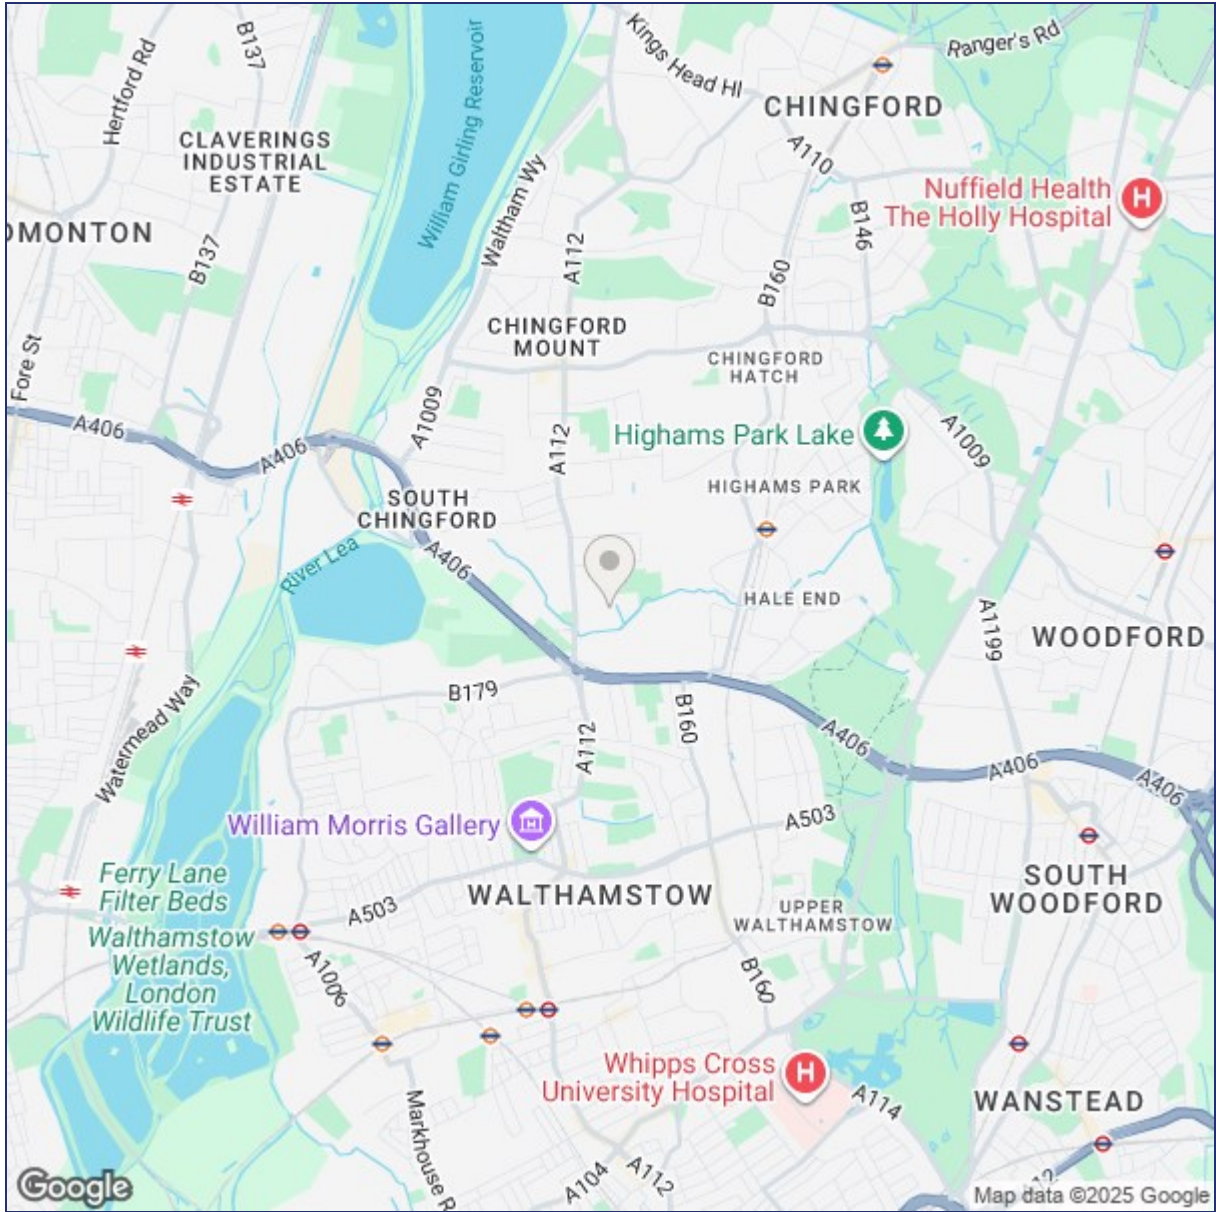 Hertford Rd
B137
Kings Head Hl
Ranger's Rd
CHINGFORD
William Girling Reservoir
CLAVERINGS
INDUSTRIAL
ESTATE
A110
Waltham Wy
Nuffield Health
The Holly Hospital
H
DMONTON
B137
A112
B146
B160
CHINGFORD
MOUNT
CHINGFORD
HATCH
Fore St
A406
A406
A1009
A112
Highams Park Lake
A1009
HIGHAMS PARK
SOUTH
CHINGFORD
River Lea
A406
HALE END
A1199
WOODFORD
Watermead Way
B179
B160
A112
A406
A406
A406
William Morris Gallery
A503
Ferry Lane
Filter Beds
WALTHAMSTOW
SOUTH
WOODFORD
A503
UPPER
WALTHAMSTOW
Walthamstow
Wetlands,
London
Wildlife Trust
A1006
B160
Whipps Cross
University Hospital
H
A114
WANSTEAD
Markhouse R
A104
A112
12
Google
Map data ©2025 Google